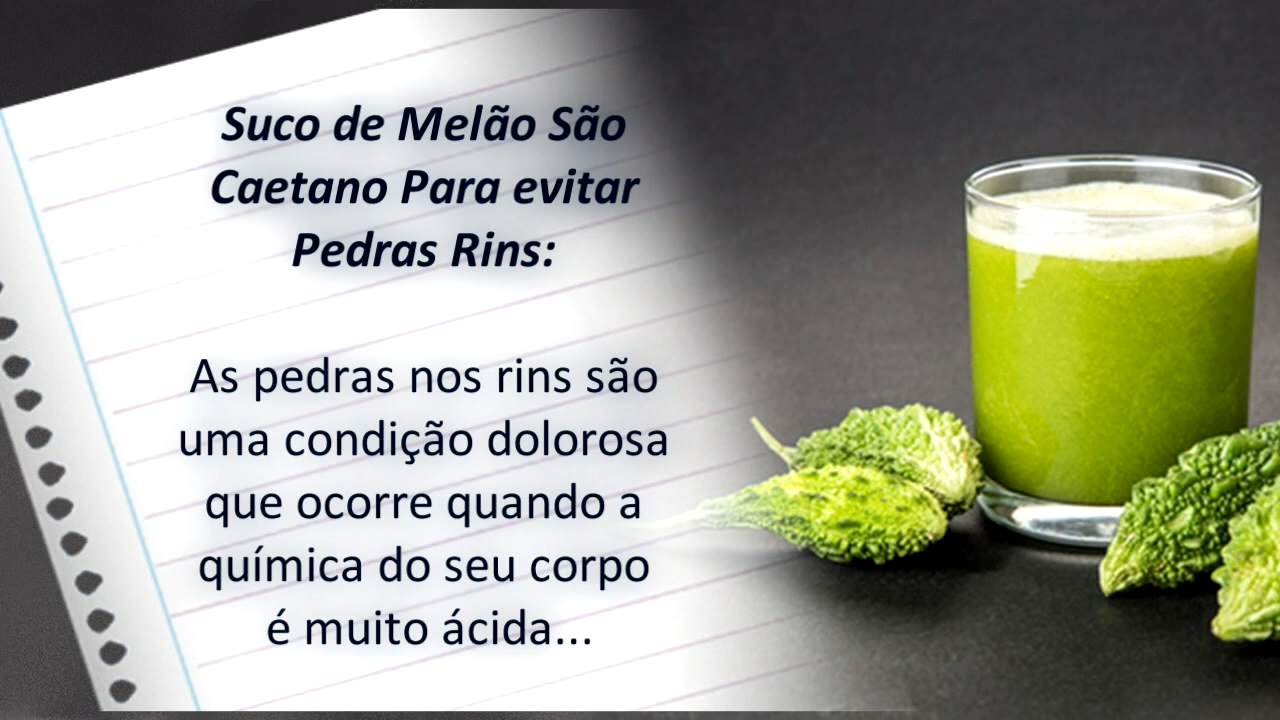 Suco de Melão São
Caetano Para evitar
Pedras Rins:
As pedras nos rins são
uma condição dolorosa
que ocorre quando a
química do seu corpo
é muito ácida...